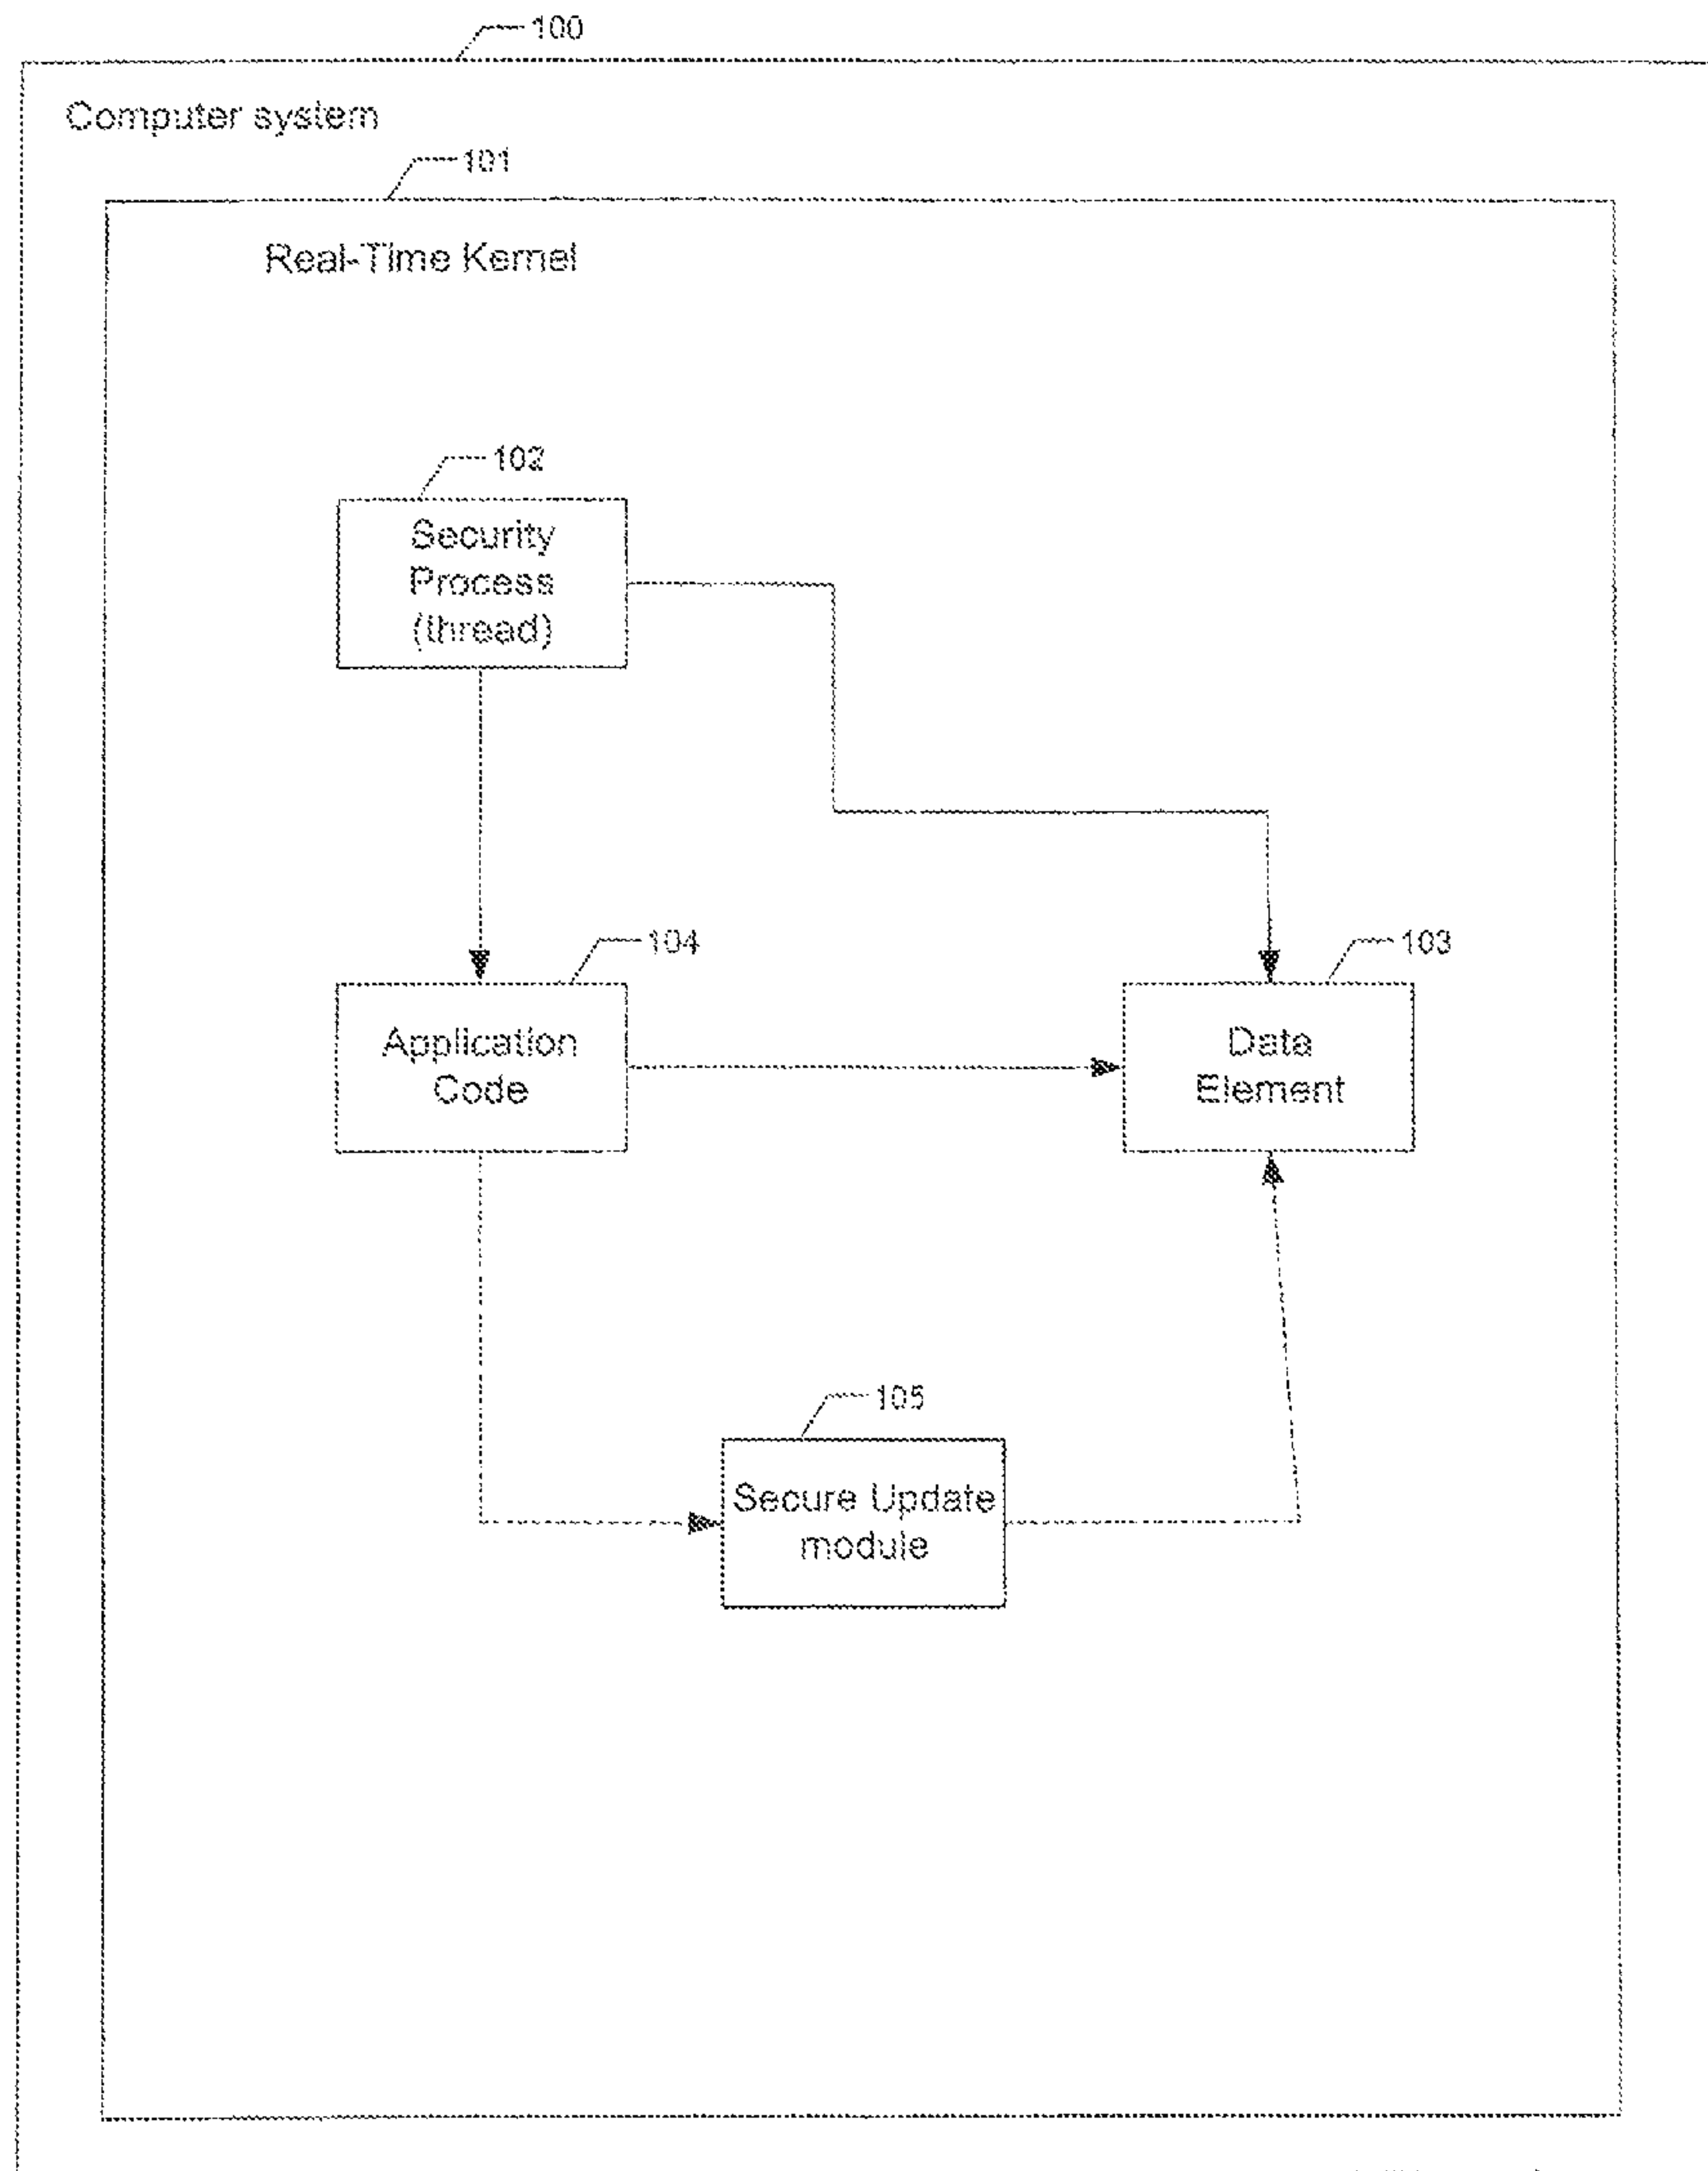 100
Computer system
101
Real-Time Kernel
102
Security
Process
(thread)
104
103
Application
Code
Data
Element
105
Secure Update
module